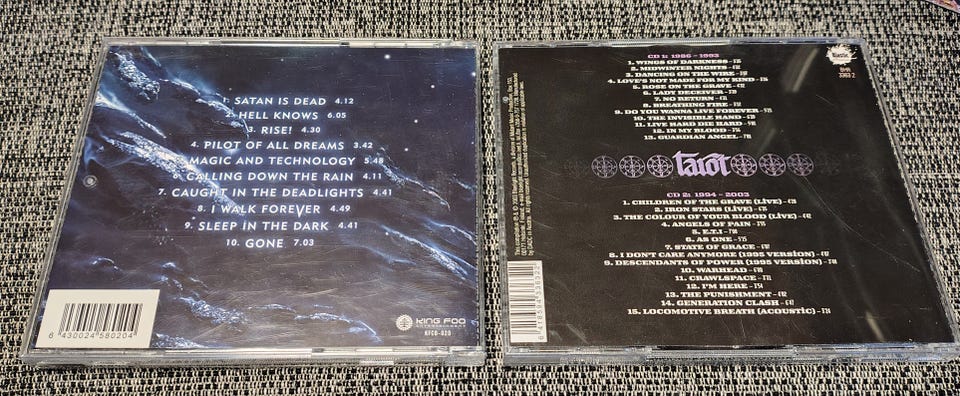 1. SATAN IS DEAD 4.12
2. HELL KNOWS 6.05
3. RISE! 4.30
4. PILOT OF ALL DREAMS 3.42
MAGIC AND TECHNOLOGY 5.48
6. CALLING DOWN THE RAIN 4.11
7. CAUGHT IN THE DEADLIGHTS 4.41
8. I WALK FOREVER 4.49
9. SLEEP IN THE DARK 4.41
10. GONE 7.03
6 430024 580204
KING FOO
ENTERTAINMENT
KFCD-020
CD 1: 1986 - 1993
1. WINGS OF DARKNESS
2. MIDWINTER NIGHTS
3. DANCING ON THE WIRE
4. LOVE'S NOT MADE FOR MY KIND
5. ROSE ON THE GRAVE
6. LADY DECEIVER
7. NO RETURN
8. BREATHING FIRE
9. DO YOU WANNA LIVE FOREVER
10. THE INVISIBLE HAND
11. LIVE HARD DIE HARD
12. IN MY BLOOD
13. GUARDIAN ANGEL
Tarot
CD 2: 1994 - 2003
1. CHILDREN OF THE GRAVE (LIVE)
2. IRON STARS (LIVE)
3. THE COLOUR OF YOUR BLOOD (LIVE)
4. ANGELS OF PAIN
5. E.T.I
6. AS ONE
7. STATE OF GRACE
8. I DON'T CARE ANYMORE (1995 VERSION)
9. DESCENDANTS OF POWER (1995 VERSION)
10. WARHEAD
11. CRAWLSPACE
12. I'M HERE
13. THE PUNISHMENT
14. GENERATION CLASH
15. LOCOMOTIVE BREATH (ACOUSTIC)